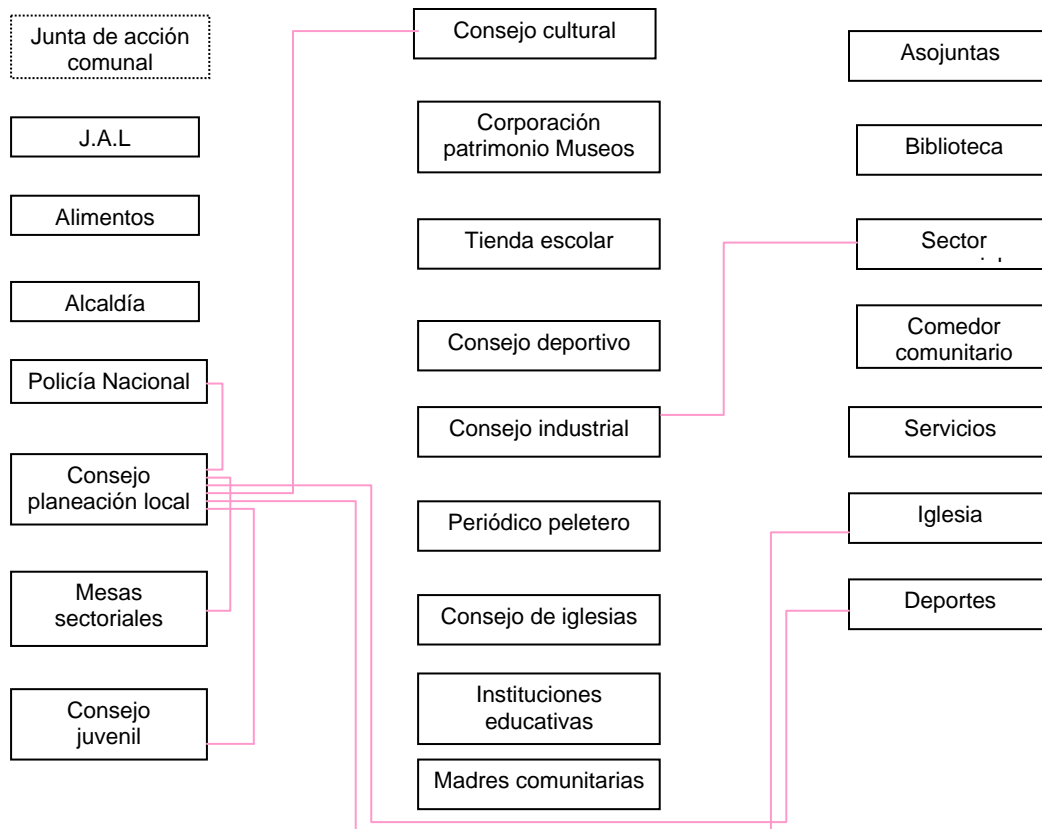 Junta de acción
comunal
J.A.L
Alimentos
Alcaldía
Policía Nacional
Consejo
planeación local
Mesas
sectoriales
Consejo
juvenil
Consejo cultural
Corporación
patrimonio Museos
Tienda escolar
Consejo deportivo
Consejo industrial
Periódico peletero
Consejo de iglesias
Instituciones
educativas
Madres comunitarias
Asojuntas
Biblioteca
Sector
Comedor
comunitario
Servicios
Iglesia
Deportes